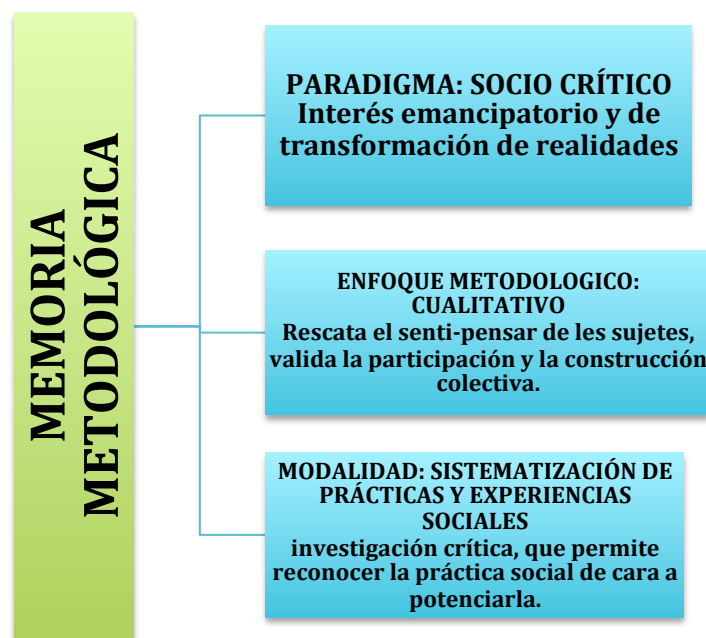 MEMORIA
METODOLÓGICA
PARADIGMA: SOCIO CRÍTICO
Interés emancipatorio y de
transformación de realidades
ENFOQUE METODOLOGICO:
CUALITATIVO
Rescata el senti-pensar de les sujetes,
valida la participación y la construcción
colectiva.
MODALIDAD: SISTEMATIZACIÓN DE
PRÁCTICAS Y EXPERIENCIAS
SOCIALES
investigación crítica, que permite
reconocer la práctica social de cara a
potenciarla.